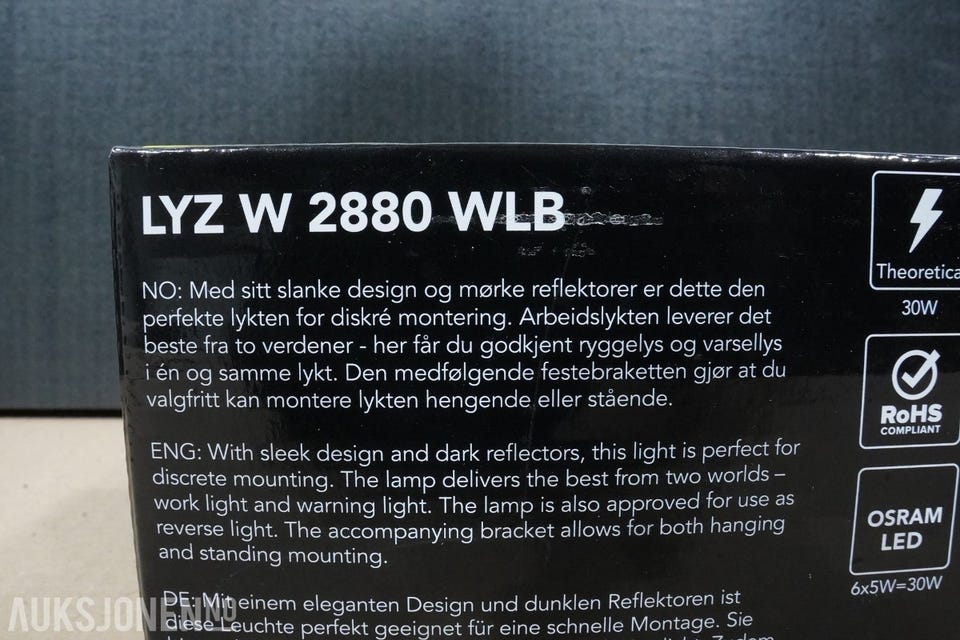 LYZ W 2880 WLB
NO: Med sitt slanke design og mørke reflektorer er dette den
perfekte lykten for diskré montering. Arbeidslykten leverer det
beste fra to verdener - her får du godkjent ryggelys og varsellys
i én og samme lykt. Den medfølgende festebraketten gjør at du
valgfritt kan montere lykten hengende eller stående.
ENG: With sleek design and dark reflectors, this light is perfect for
discrete mounting. The lamp delivers the best from two worlds –
work light and warning light. The lamp is also approved for use as
reverse light. The accompanying bracket allows for both hanging
and standing mounting.
DE: Mit einem eleganten Design und dunklen Reflektoren ist
diese Leuchte perfekt geeignet für eine schnelle Montage. Sie
Theoretica
30W
RoHS
COMPLIANT
OSRAM
LED
6x5W=30W
AUKSJONEN.NO